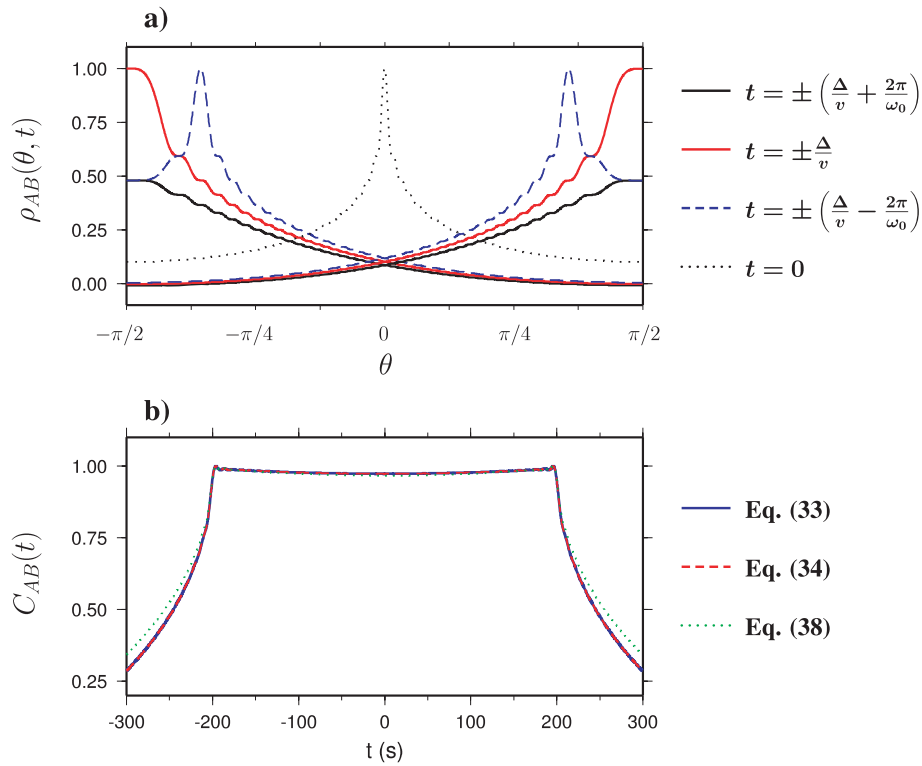 a)
ρ_AB(θ, t)
1.00
0.75
0.50
0.25
0.00
−π/2
−π/4
0
π/4
π/2
θ
t = ±(Δ/v + 2π/ω₀)
t = ±Δ/v
t = ±(Δ/v − 2π/ω₀)
t = 0
b)
C_AB(t)
1.00
0.75
0.50
0.25
-300
-200
-100
0
100
200
300
t (s)
Eq. (33)
Eq. (34)
Eq. (38)